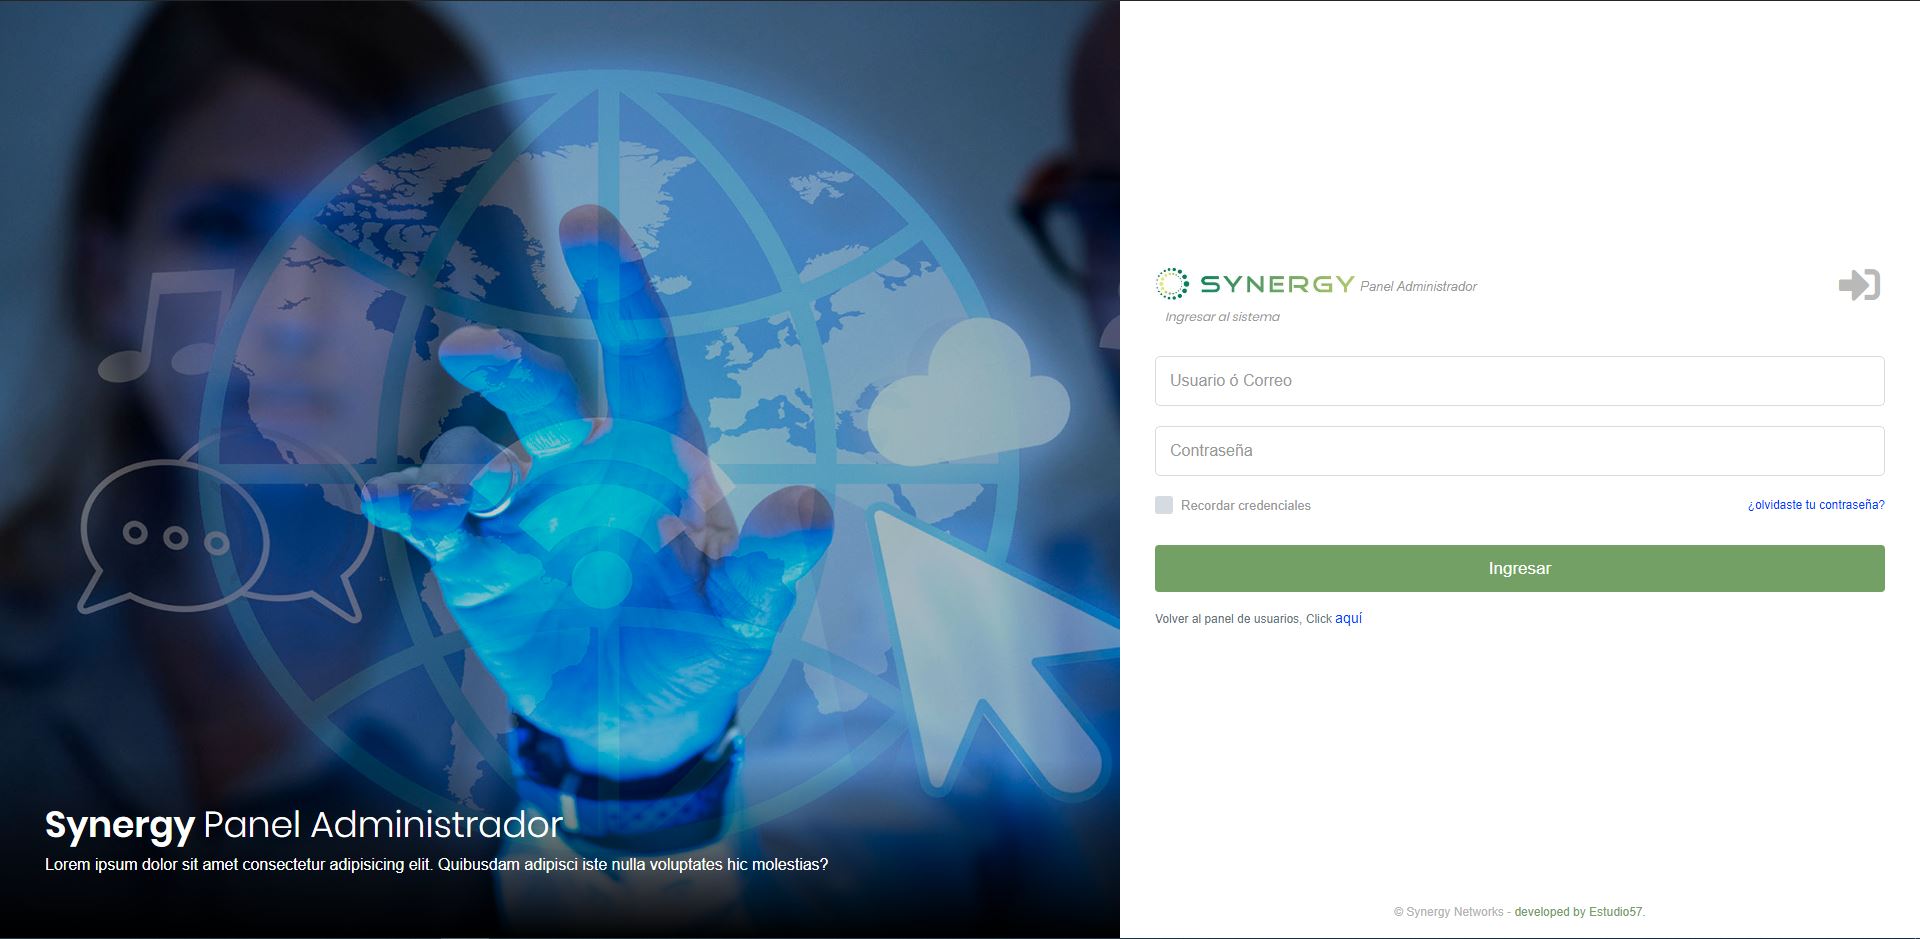 Synergy Panel Administrador
Lorem ipsum dolor sit amet consectetur adipisicing elit. Quibusdam adipisci iste nulla voluptates hic molestias?
SYNERGY Panel Administrador
Ingresar al sistema
Usuario ó Correo
Contraseña
Recordar credenciales
¿olvidaste tu contraseña?
Ingresar
Volver al panel de usuarios, Click aquí
© Synergy Networks - developed by Estudio57.